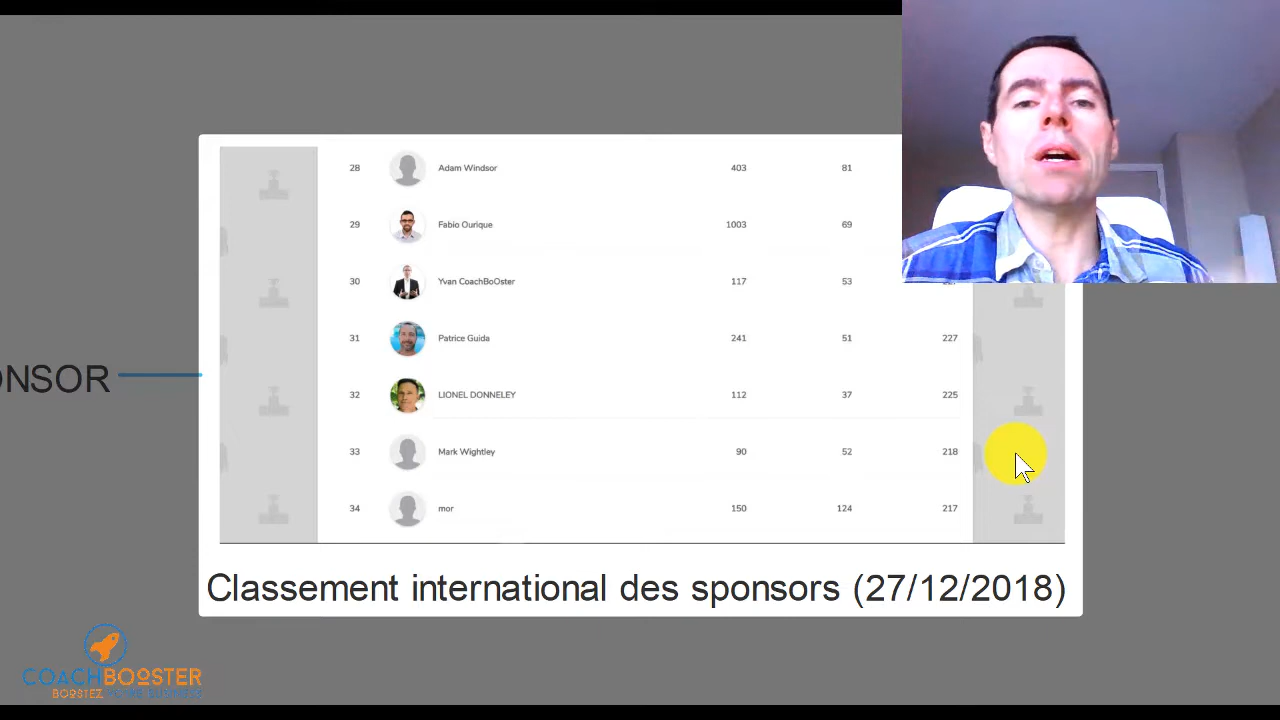 28 Adam Windsor 403 81
29 Fabio Ourique 1003 69
30 Yvan CoachBoOster 117 53
31 Patrice Guida 241 51 227
ONSOR
32 LIONEL DONNELEY 112 37 225
33 Mark Wightley 90 52 218
34 mor 150 124 217
Classement international des sponsors (27/12/2018)
COACHBOOSTER
BOOSTEZ